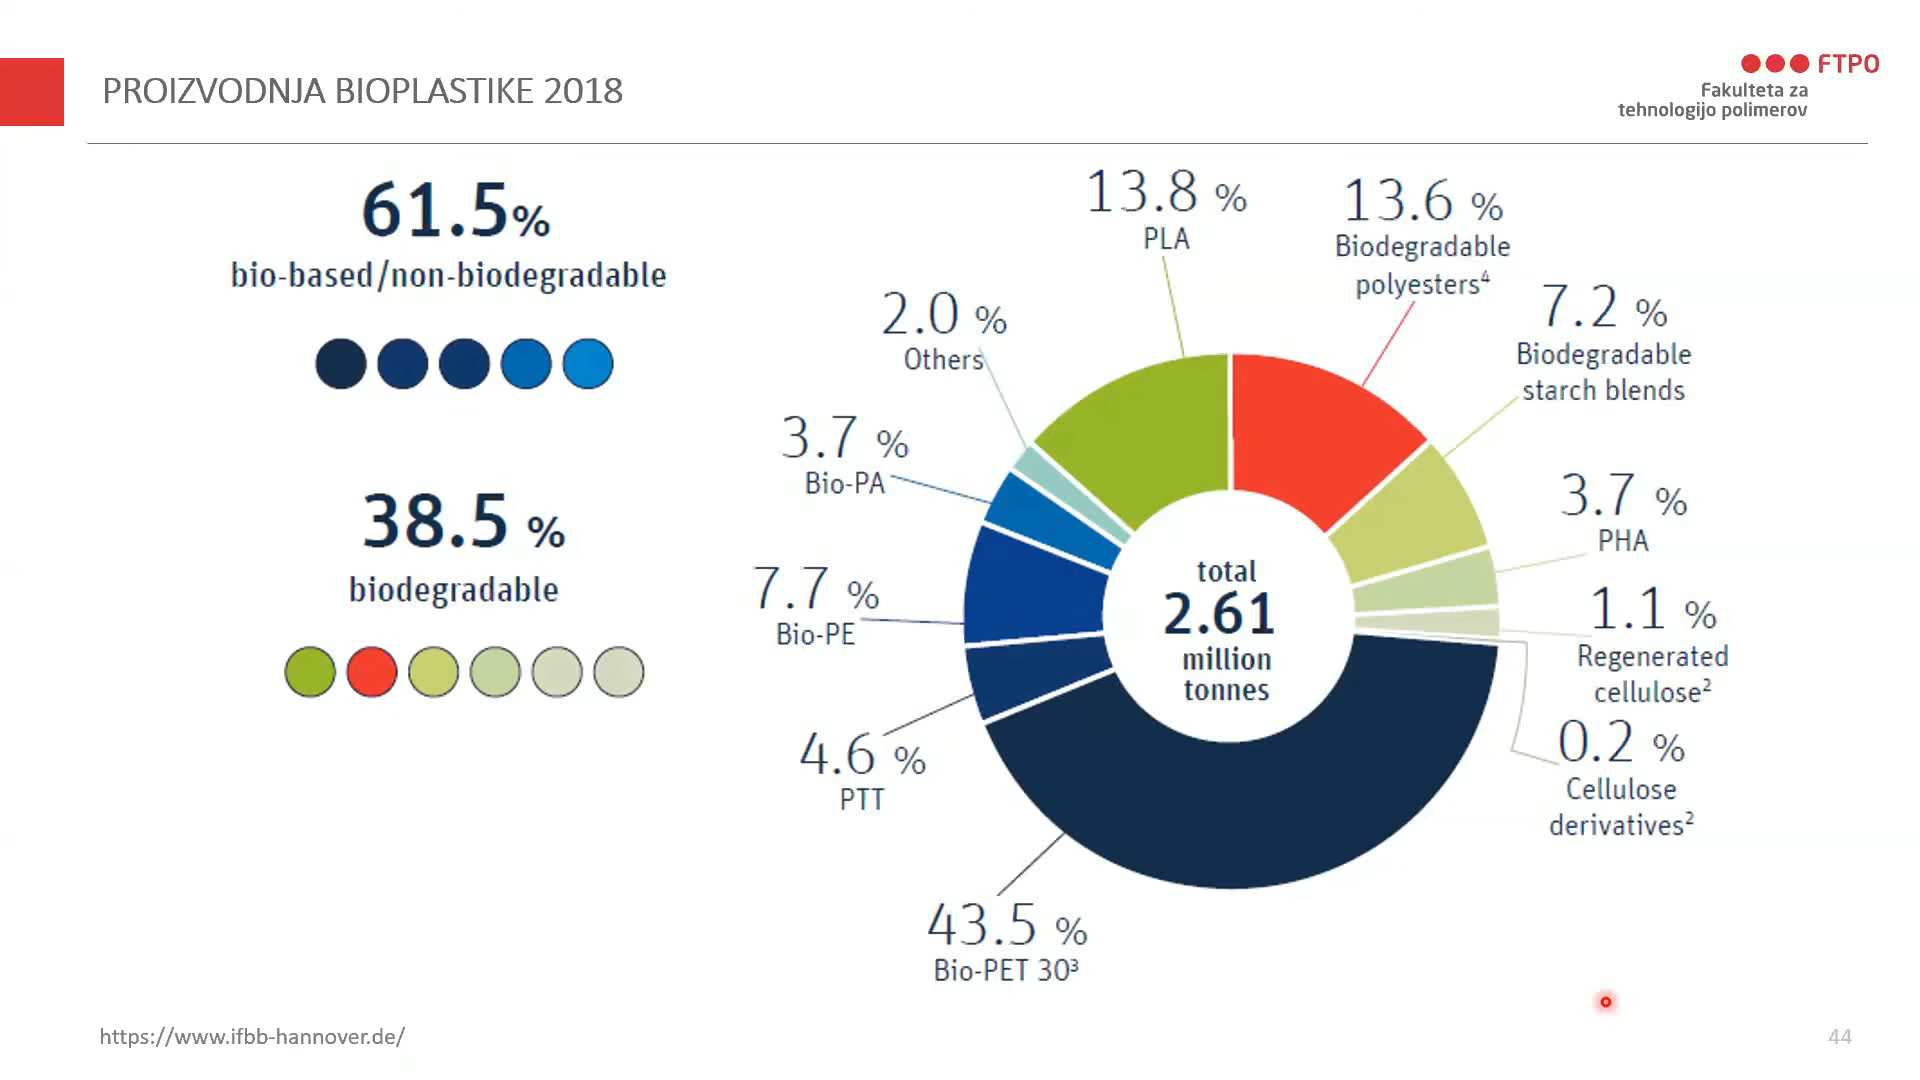 PROIZVODNJA BIOPLASTIKE 2018
FTPO
Fakulteta za
tehnologijo polimerov
61.5%
bio-based/non-biodegradable
38.5 %
biodegradable
13.8 %
PLA
13.6 %
Biodegradable
polyesters⁴
7.2 %
Biodegradable
starch blends
3.7 %
PHA
1.1 %
Regenerated
cellulose²
0.2 %
Cellulose
derivatives²
43.5 %
Bio-PET 30³
4.6 %
PTT
7.7 %
Bio-PE
3.7 %
Bio-PA
2.0 %
Others
total
2.61
million
tonnes
https://www.ifbb-hannover.de/
44